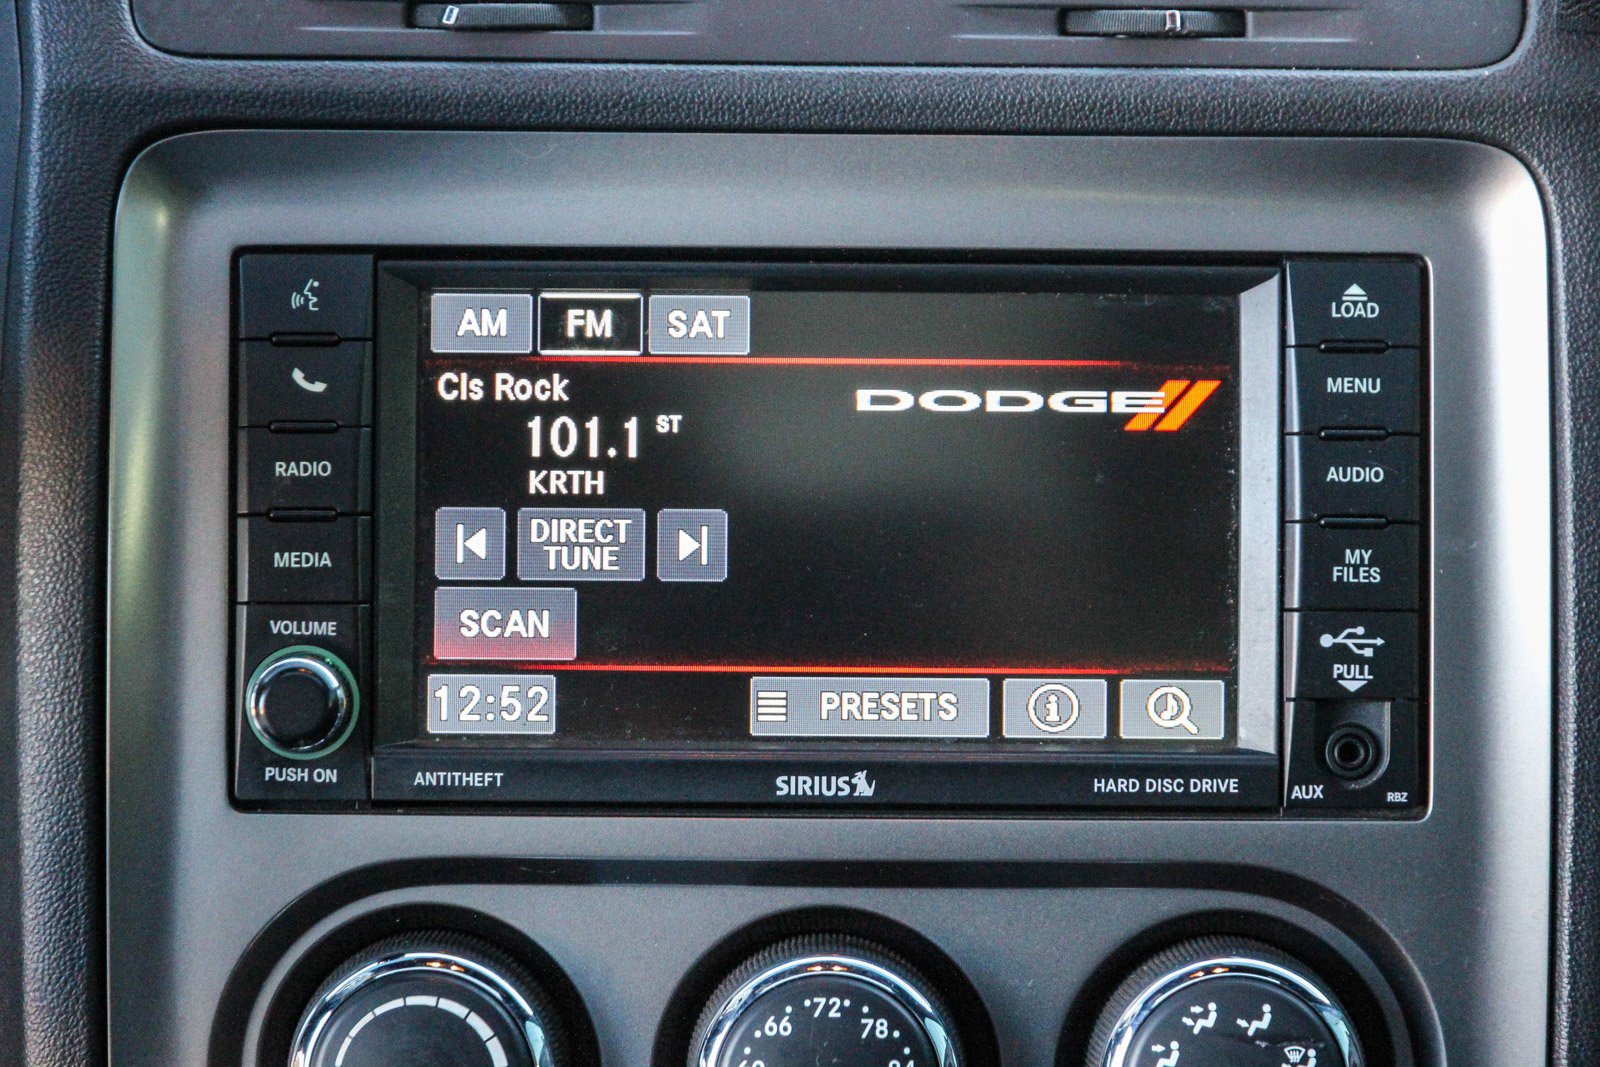 AM FM SAT
Cls Rock
101.1 ST
KRTH
DODGE
DIRECT
TUNE
SCAN
12:52
PRESETS
RADIO
MEDIA
VOLUME
PUSH ON
LOAD
MENU
AUDIO
MY
FILES
PULL
AUX
RBZ
ANTITHEFT
SIRIUS
HARD DISC DRIVE
66 72 78